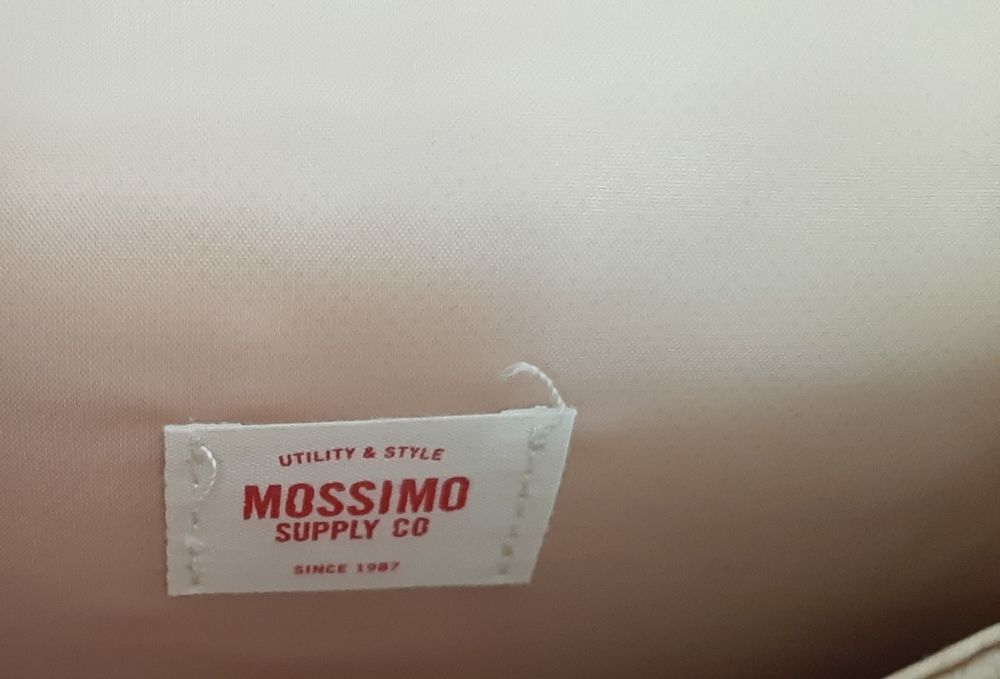 UTILITY & STYLE
MOSSIMO
SUPPLY CO
SINCE 1987